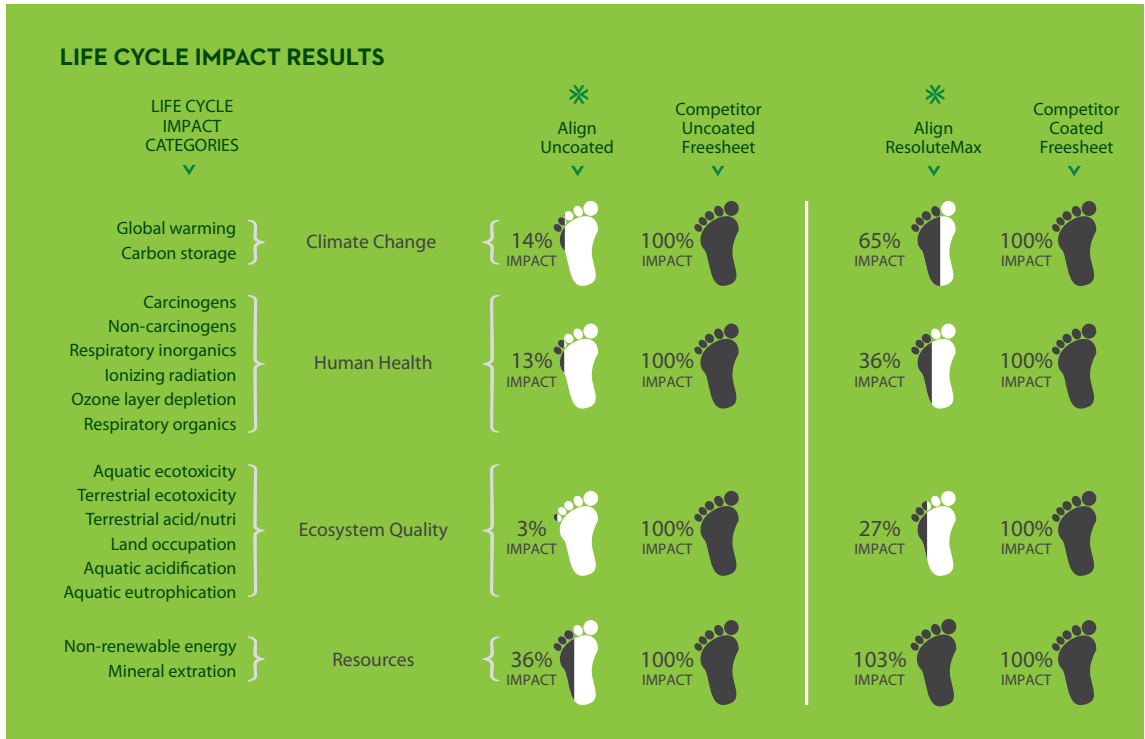 LIFE CYCLE IMPACT RESULTS
LIFE CYCLE
IMPACT
CATEGORIES
Align
Uncoated
Competitor
Uncoated
Freesheet
Align
ResoluteMax
Competitor
Coated
Freesheet
Global warming
Carbon storage
Climate Change
14%
IMPACT
100%
IMPACT
65%
IMPACT
100%
IMPACT
Carcinogens
Non-carcinogens
Respiratory inorganics
Ionizing radiation
Ozone layer depletion
Respiratory organics
Human Health
13%
IMPACT
100%
IMPACT
36%
IMPACT
100%
IMPACT
Aquatic ecotoxicity
Terrestrial ecotoxicity
Terrestrial acid/nutri
Land occupation
Aquatic acidification
Aquatic eutrophication
Ecosystem Quality
3%
IMPACT
100%
IMPACT
27%
IMPACT
100%
IMPACT
Non-renewable energy
Mineral extration
Resources
36%
IMPACT
100%
IMPACT
103%
IMPACT
100%
IMPACT